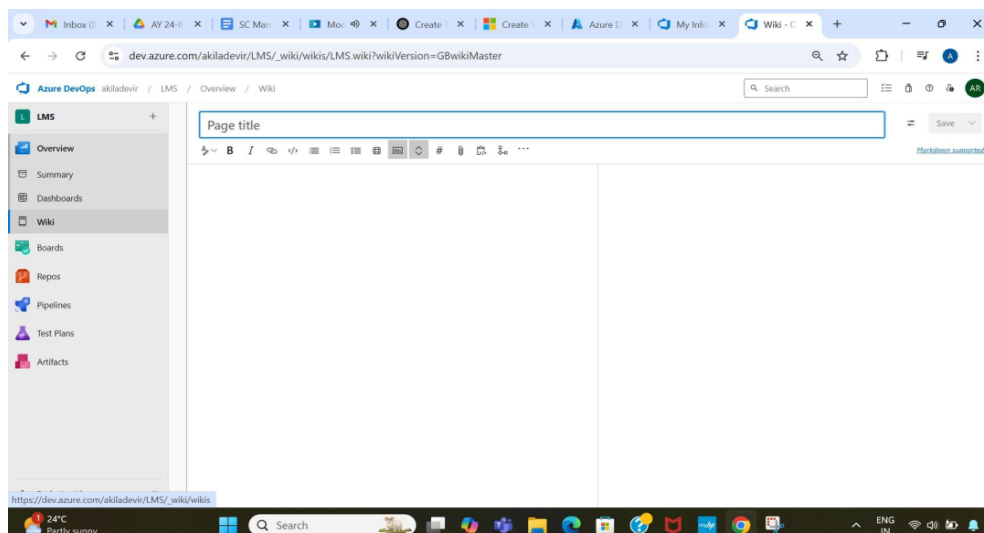 Inbox (
AY 24-II
SC Man
Moc
Create
Create
Azure D
My Info
Wiki - C
dev.azure.com/akiladevir/LMS/_wiki/wikis/LMS.wiki?wikiVersion=GBwikiMaster
A
Azure DevOps akiladevir / LMS / Overview / Wiki
Search
AR
L LMS +
Page title
Save
B I </> #
Markdown supported
Overview
Summary
Dashboards
Wiki
Boards
Repos
Pipelines
Test Plans
Artifacts
https://dev.azure.com/akiladevir/LMS/_wiki/wikis
1 24°C
Partly sunny
Search
ENG
IN